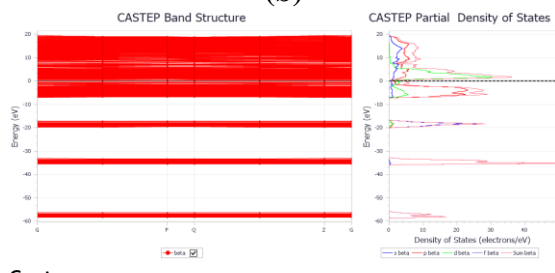 (b)
CASTEP Band Structure
CASTEP Partial Density of States
Energy (eV)
20
10
0
-10
-20
-30
-40
-50
-60
G
F
Q
Z
G
beta
Energy (eV)
20
10
0
-10
-20
-30
-40
-50
-60
0
10
20
30
40
Density of States (electrons/eV)
s beta
p beta
d beta
f beta
Sum beta